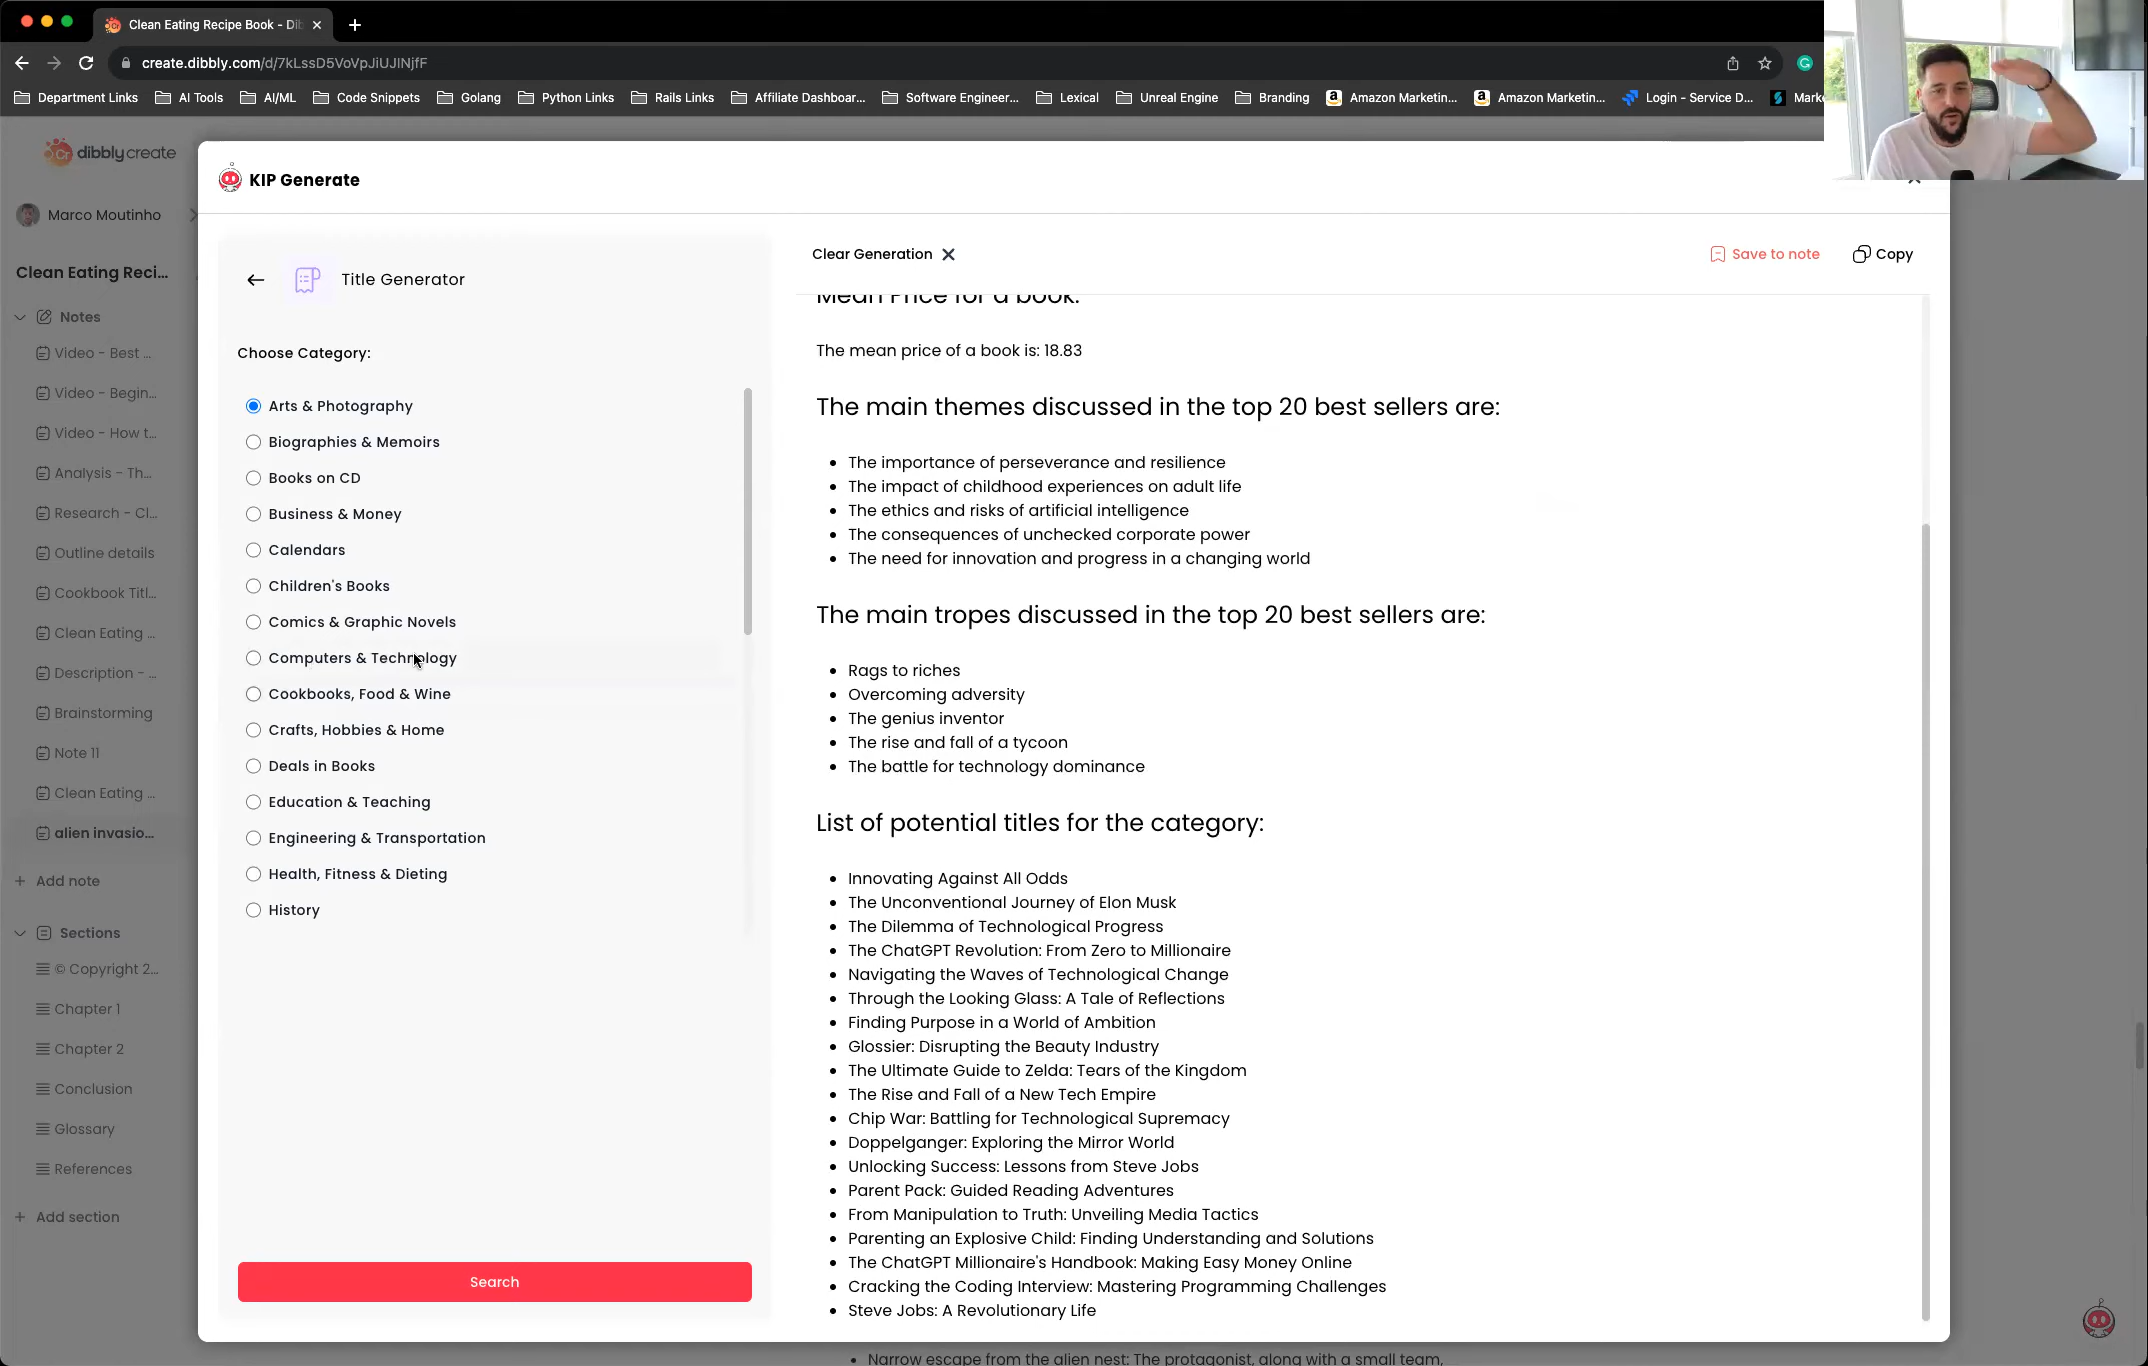 Clean Eating Recipe Book - Dib
create.dibbly.com/d/7kLssD5VoVpJiUJINjfF
Department Links
AI Tools
AI/ML
Code Snippets
Golang
Python Links
Rails Links
Affiliate Dashboar...
Software Engineer...
Lexical
Unreal Engine
Branding
Amazon Marketin...
Amazon Marketin...
Login - Service D...
dibblycreate
Marco Moutinho
Clean Eating Reci...
Notes
Video - Best ...
Video - Begin...
Video - How t...
Analysis - Th...
Research - Cl...
Outline details
Cookbook Titl...
Clean Eating ...
Description - ...
Brainstorming
Note 11
Clean Eating ...
alien invasio...
+ Add note
Sections
© Copyright 2...
Chapter 1
Chapter 2
Conclusion
Glossary
References
+ Add section
KIP Generate
Title Generator
Choose Category:
Arts & Photography
Biographies & Memoirs
Books on CD
Business & Money
Calendars
Children's Books
Comics & Graphic Novels
Computers & Technology
Cookbooks, Food & Wine
Crafts, Hobbies & Home
Deals in Books
Education & Teaching
Engineering & Transportation
Health, Fitness & Dieting
History
Search
Clear Generation
Save to note
Copy
Mean Price for a book:
The mean price of a book is: 18.83
The main themes discussed in the top 20 best sellers are:
The importance of perseverance and resilience
The impact of childhood experiences on adult life
The ethics and risks of artificial intelligence
The consequences of unchecked corporate power
The need for innovation and progress in a changing world
The main tropes discussed in the top 20 best sellers are:
Rags to riches
Overcoming adversity
The genius inventor
The rise and fall of a tycoon
The battle for technology dominance
List of potential titles for the category:
Innovating Against All Odds
The Unconventional Journey of Elon Musk
The Dilemma of Technological Progress
The ChatGPT Revolution: From Zero to Millionaire
Navigating the Waves of Technological Change
Through the Looking Glass: A Tale of Reflections
Finding Purpose in a World of Ambition
Glossier: Disrupting the Beauty Industry
The Ultimate Guide to Zelda: Tears of the Kingdom
The Rise and Fall of a New Tech Empire
Chip War: Battling for Technological Supremacy
Doppelganger: Exploring the Mirror World
Unlocking Success: Lessons from Steve Jobs
Parent Pack: Guided Reading Adventures
From Manipulation to Truth: Unveiling Media Tactics
Parenting an Explosive Child: Finding Understanding and Solutions
The ChatGPT Millionaire's Handbook: Making Easy Money Online
Cracking the Coding Interview: Mastering Programming Challenges
Steve Jobs: A Revolutionary Life
Narrow escape from the alien nest: The protagonist, along with a small team,